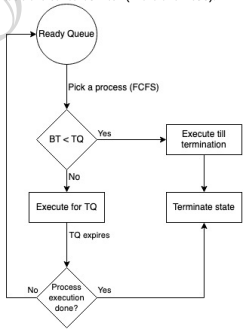 Ready Queue
Pick a process (FCFS)
BT < TQ
Yes
Execute till
termination
No
Execute for TQ
Terminate state
TQ expires
No
Process
execution
done?
Yes